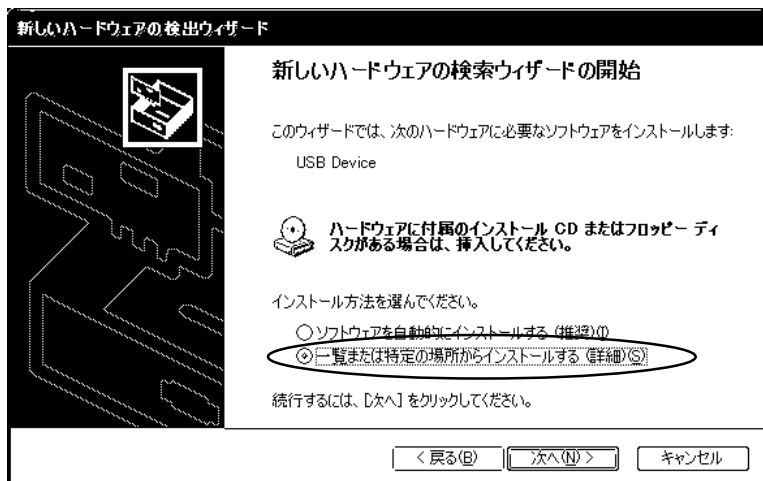 新しいハードウェアの検出ウィザード
新しいハードウェアの検索ウィザードの開始
このウィザードでは、次のハードウェアに必要なソフトウェアをインストールします:
USB Device
ハードウェアに付属のインストール CD またはフロッピー ディ
スクがある場合は、挿入してください。
インストール方法を選んでください。
ソフトウェアを自動的にインストールする (推奨)(I)
一覧または特定の場所からインストールする (詳細)(S)
続行するには、[次へ] をクリックしてください。
< 戻る(B) 次へ(N) > キャンセル